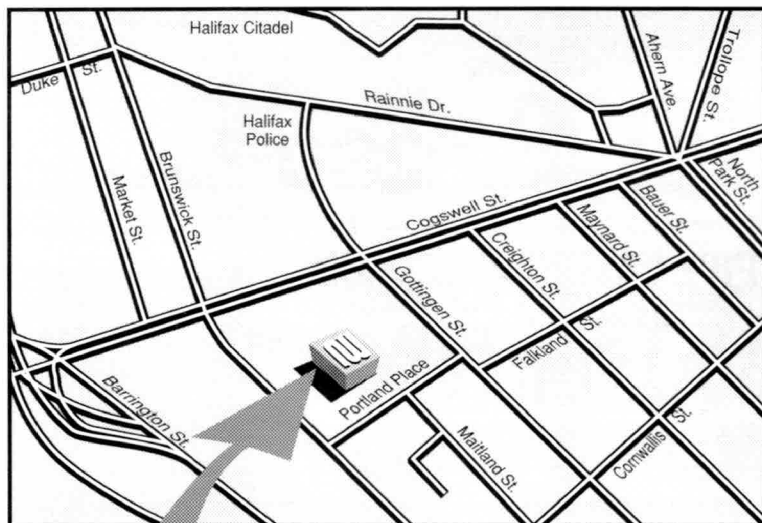 Halifax Citadel
Duke St.
Rainnie Dr.
Ahern Ave.
Trollope St.
Halifax
Police
Market St.
Brunswick St.
Cogswell St.
North
Park St.
Bauer St.
Maynard St.
Creighton St.
Gottingen St.
Falkland St.
Portland Place
Barrington St.
Maitland St.
Cornwallis St.